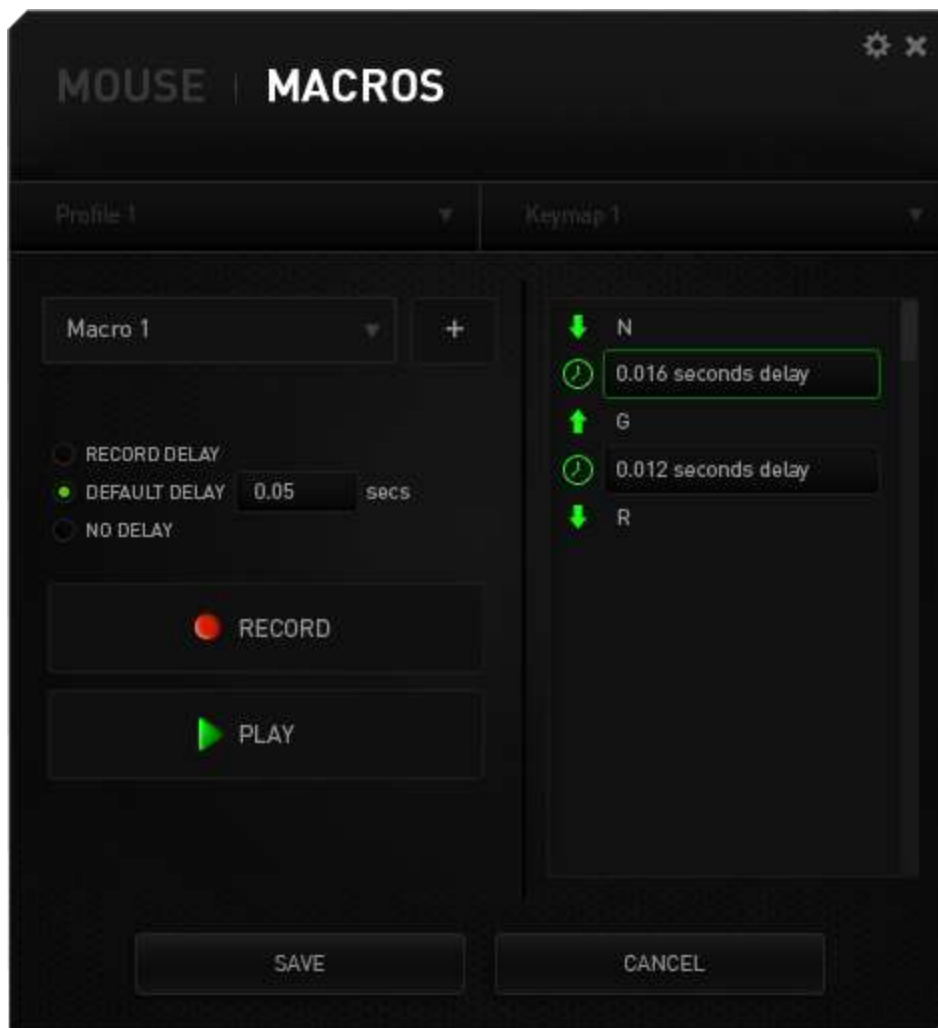 MOUSE | MACROS
Profile 1
Keymap 1
Macro 1
+
RECORD DELAY
DEFAULT DELAY 0.05 secs
NO DELAY
RECORD
PLAY
N
0.016 seconds delay
G
0.012 seconds delay
R
SAVE
CANCEL